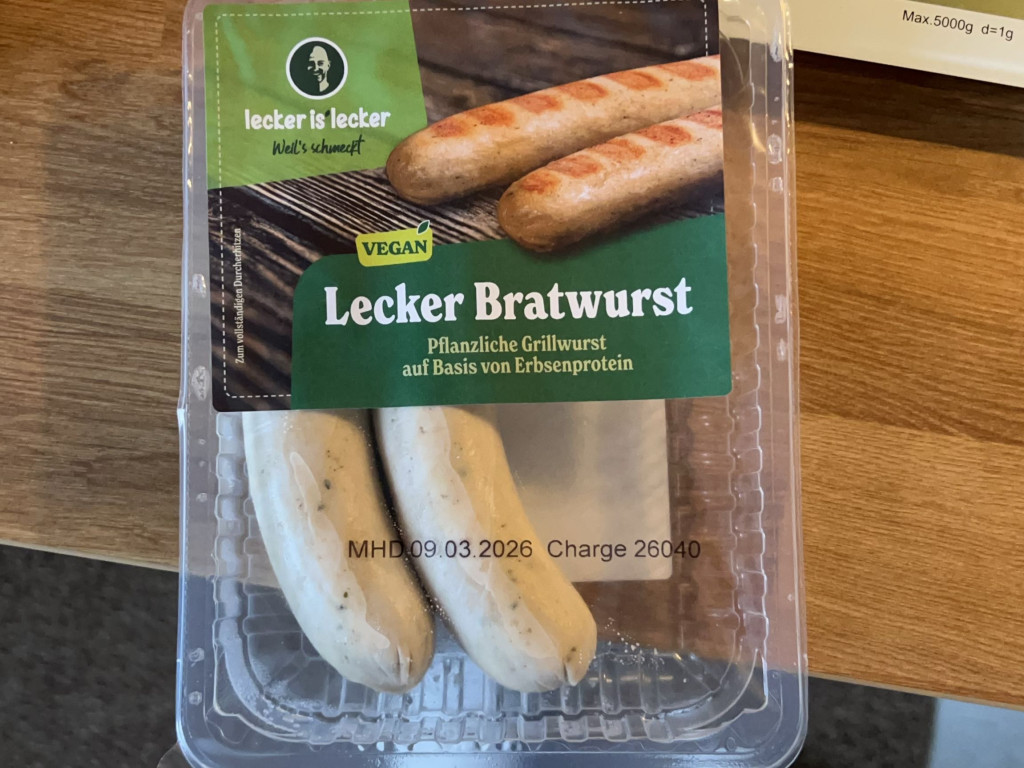 Max.5000g d=1g
lecker is lecker
Weil's schmeckt
Zum vollständigen Durcherhitzen
VEGAN
Lecker Bratwurst
Pflanzliche Grillwurst
auf Basis von Erbsenprotein
MHD.09.03.2026 Charge 26040